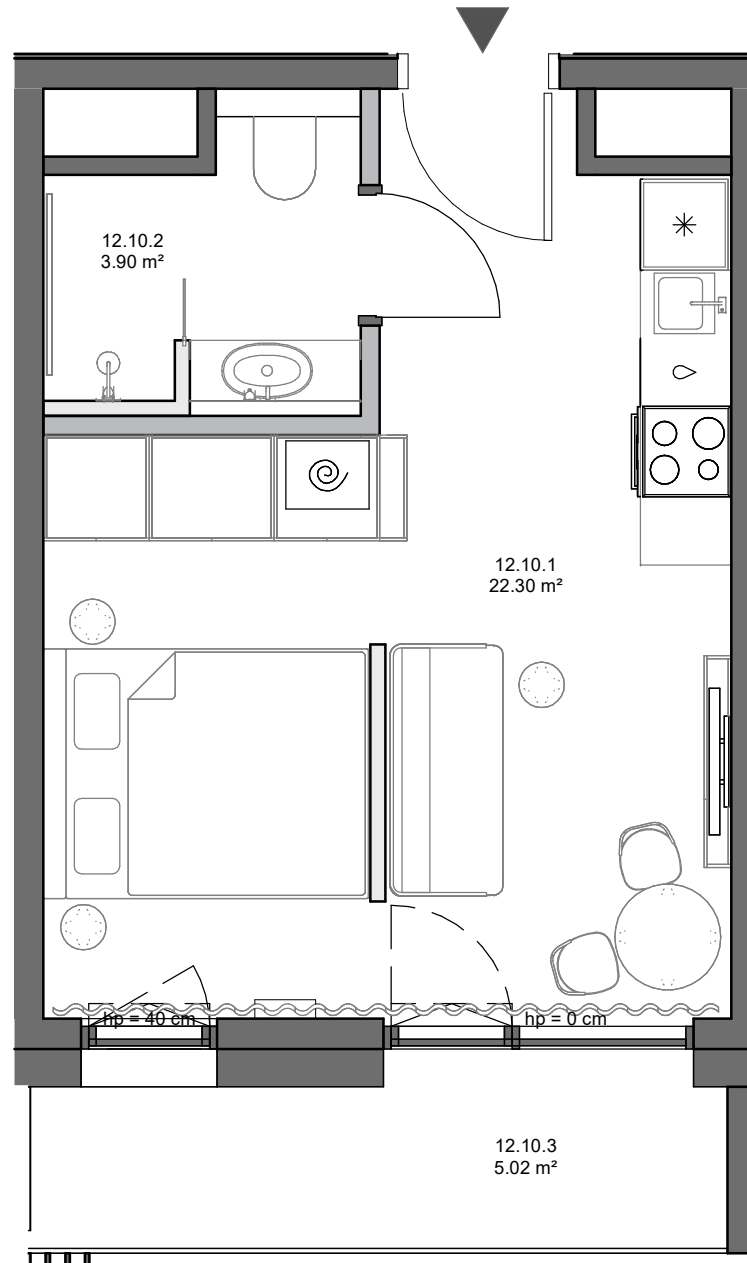 12.10.2
3.90 m²
12.10.1
22.30 m²
hp = 40 cm
hp = 0 cm
12.10.3
5.02 m²